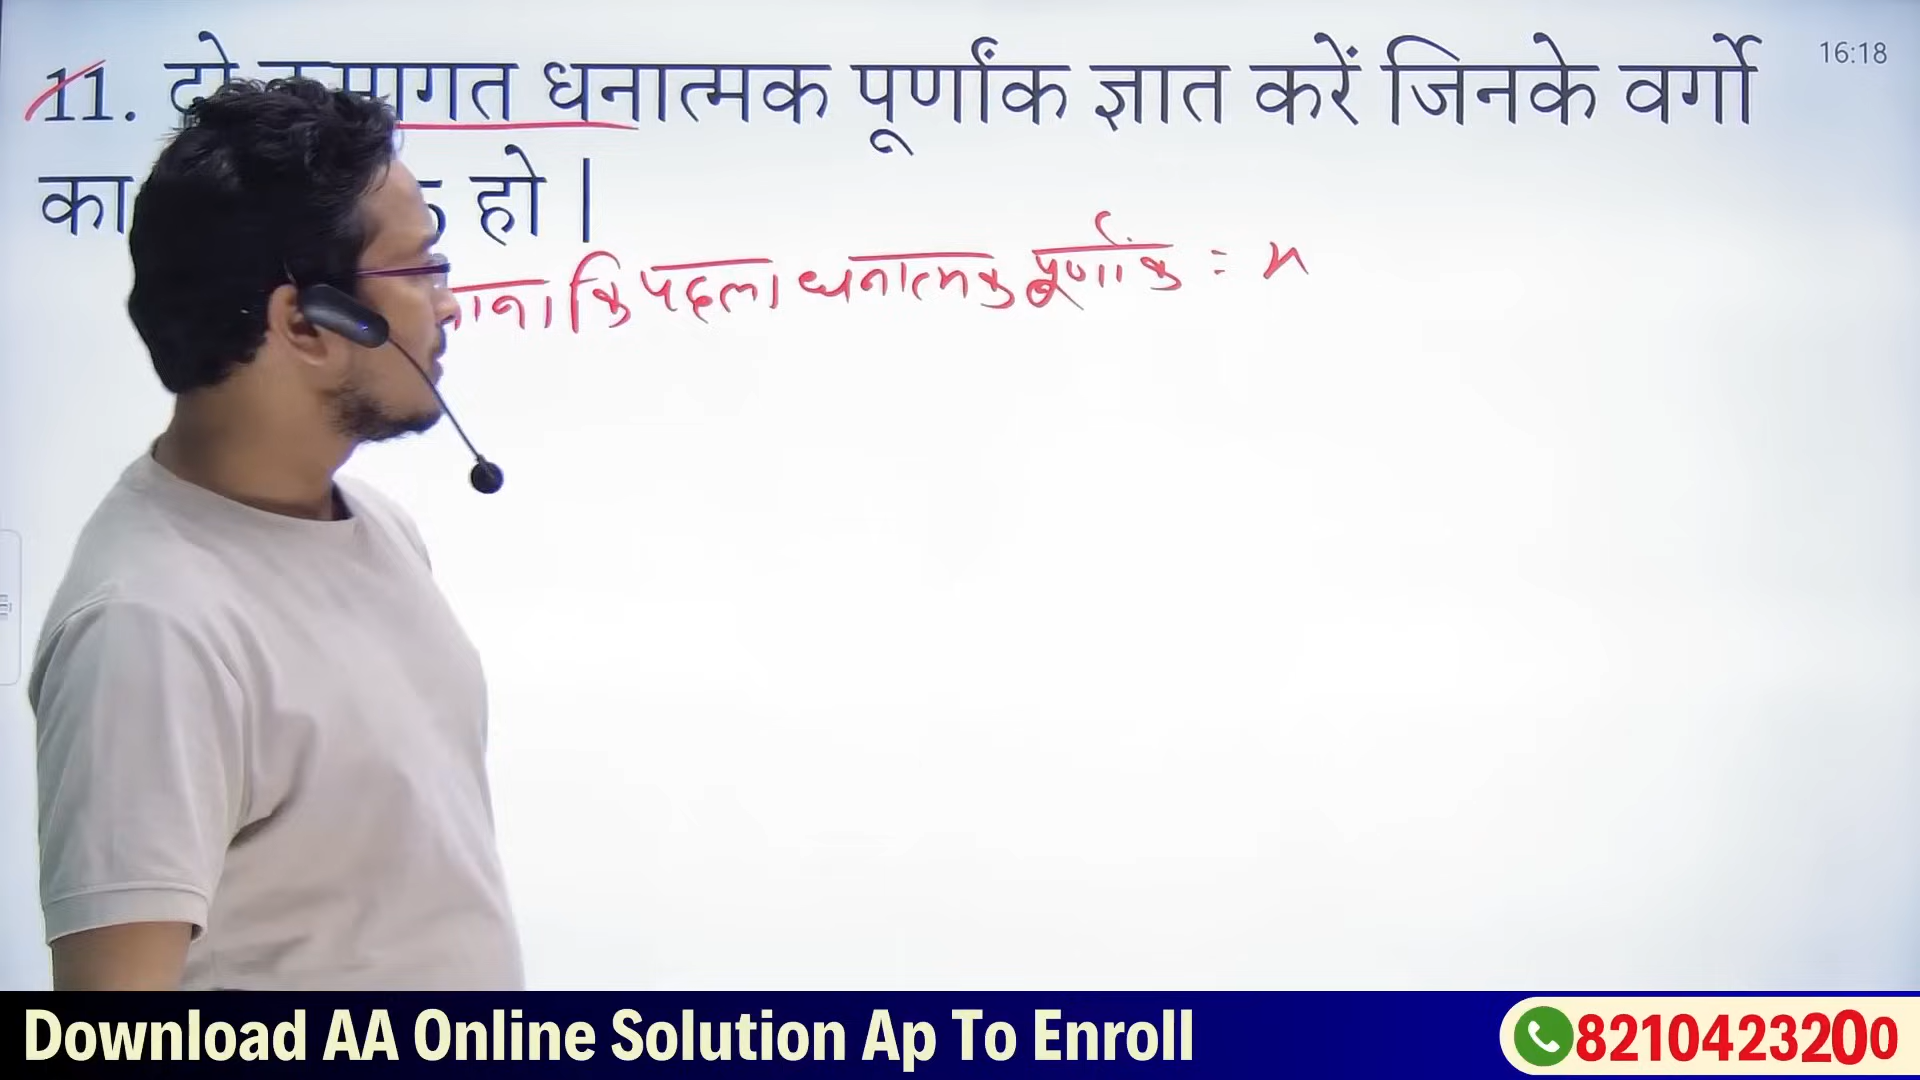 11. दो क्रमागत धनात्मक पूर्णांक ज्ञात करें जिनके वर्गो
16:18
का हो |
माना कि पहला धनात्मक पूर्णांक = x
Download AA Online Solution Ap To Enroll
8210423200